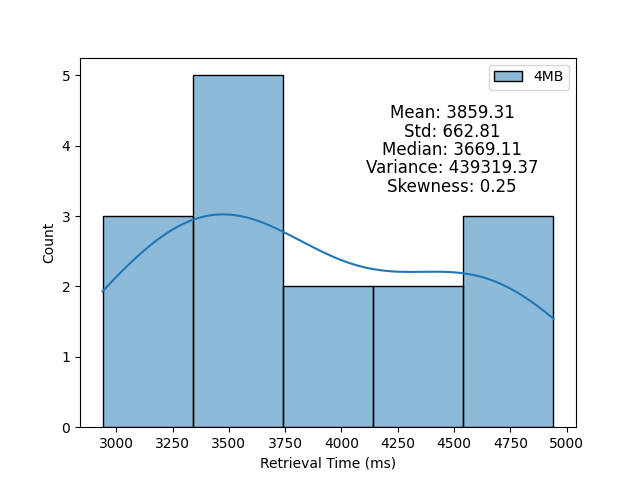 4MB
Mean: 3859.31
Std: 662.81
Median: 3669.11
Variance: 439319.37
Skewness: 0.25
5
4
3
2
1
0
Count
3000 3250 3500 3750 4000 4250 4500 4750 5000
Retrieval Time (ms)